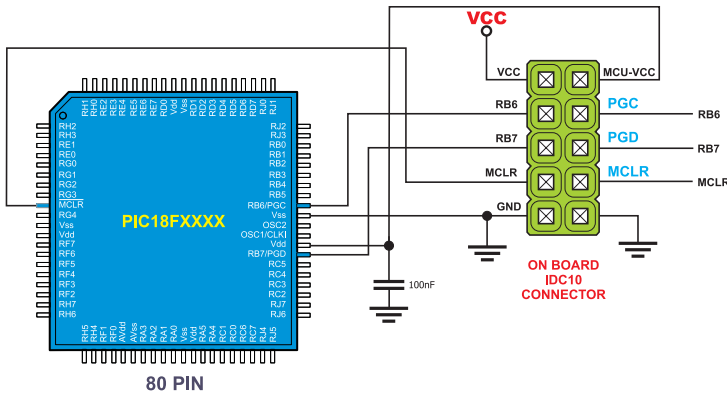 VCC
VCC
MCU-VCC
RB6
PGC
RB6
RB7
PGD
RB7
MCLR
MCLR
MCLR
GND
ON BOARD
IDC10
CONNECTOR
100nF
RH1
RH0
RE2
RE3
RE4
RE5
RE6
RE7
RD0
Vdd
Vss
RD1
RD2
RD3
RD4
RD5
RD6
RD7
RJ0
RJ1
RH2
RH3
RE1
RE0
RG0
RG1
RG2
RG3
MCLR
RG4
Vss
Vdd
RF7
RF6
RF5
RF4
RF3
RF2
RH7
RH6
PIC18FXXXX
RJ2
RJ3
RB0
RB1
RB2
RB3
RB4
RB5
RB6/PGC
Vss
OSC2
OSC1/CLKI
Vdd
RB7/PGD
RC5
RC4
RC3
RC2
RJ7
RJ6
RH5
RH4
RF1
RF0
AVdd
AVss
RA3
RA2
RA1
RA0
Vss
Vdd
RA5
RA4
RC1
RC0
RC6
RC7
RJ4
RJ5
80 PIN